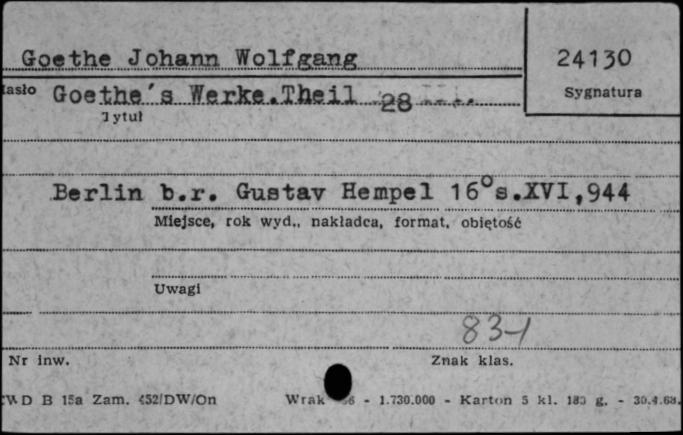 Goethe Johann Wolfgang
24130
Sygnatura
Hasło Goethe's Werke.Theil 28
Tytuł
Berlin b.r. Gustav Hempel 16°s.XVI,944
Miejsce, rok wyd., nakładca, format, objętość
Uwagi
83-1
Nr inw. Znak klas.
CWD B 15a Zam. 452/DW/On Wrak - 1.730.000 - Karton 5 kl. 180 g. - 30.4.68.